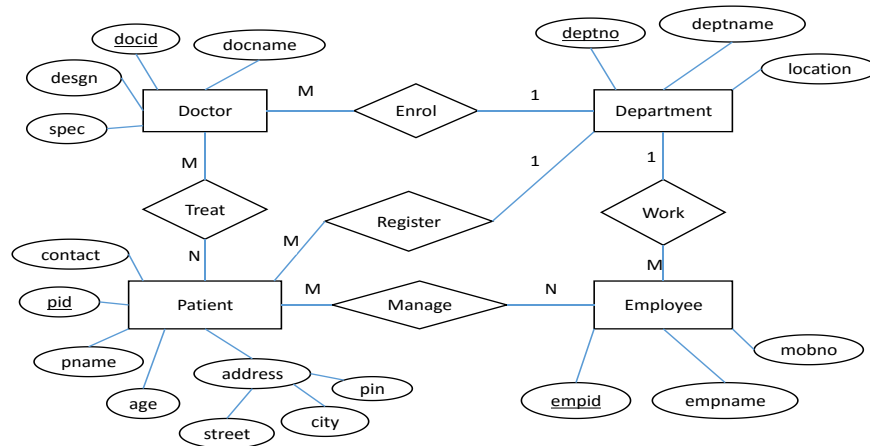 docid
docname
deptno
deptname
desgn
location
M
1
Doctor
Enrol
Department
spec
M
1
1
Treat
Register
Work
N
M
contact
M
M
N
pid
Patient
Manage
Employee
pname
mobno
address
pin
age
empid
empname
city
street